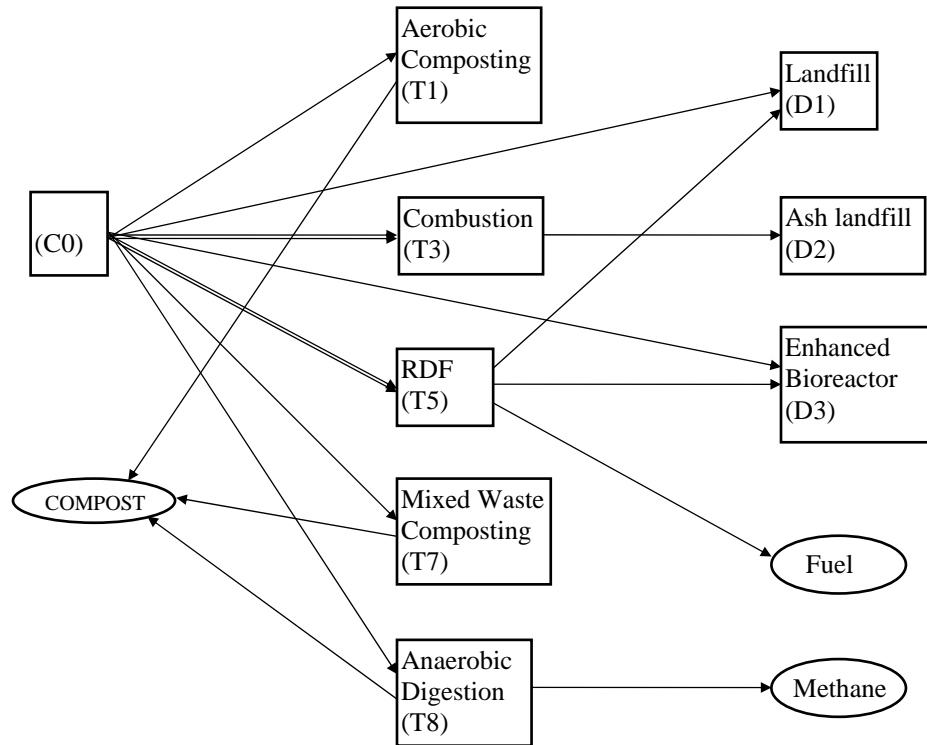 Aerobic
Composting
(T1)
Landfill
(D1)
(C0)
Combustion
(T3)
Ash landfill
(D2)
RDF
(T5)
Enhanced
Bioreactor
(D3)
COMPOST
Mixed Waste
Composting
(T7)
Fuel
Anaerobic
Digestion
(T8)
Methane